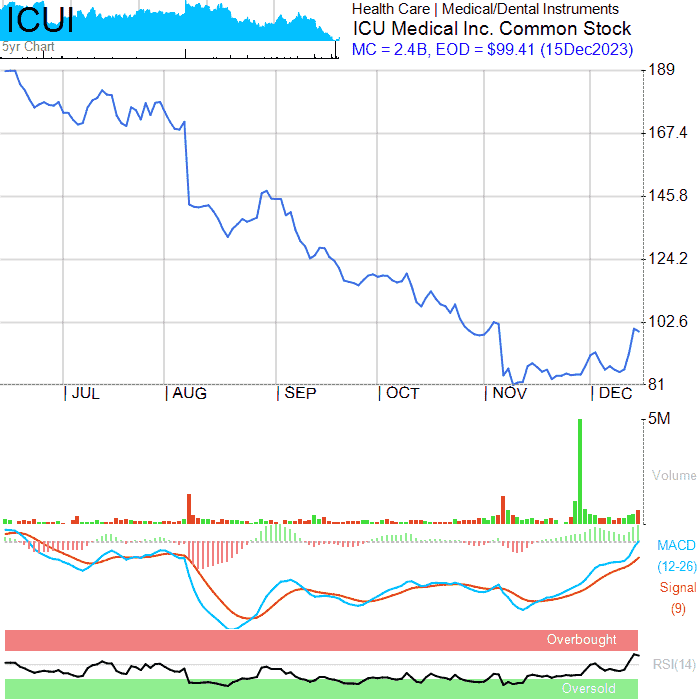 ICUI
5yr Chart
Health Care | Medical/Dental Instruments
ICU Medical Inc. Common Stock
MC = 2.4B, EOD = $99.41 (15Dec2023)
189
167.4
145.8
124.2
102.6
81
JUL AUG SEP OCT NOV DEC
5M
Volume
MACD
(12-26)
Signal
(9)
Overbought
RSI(14)
Oversold